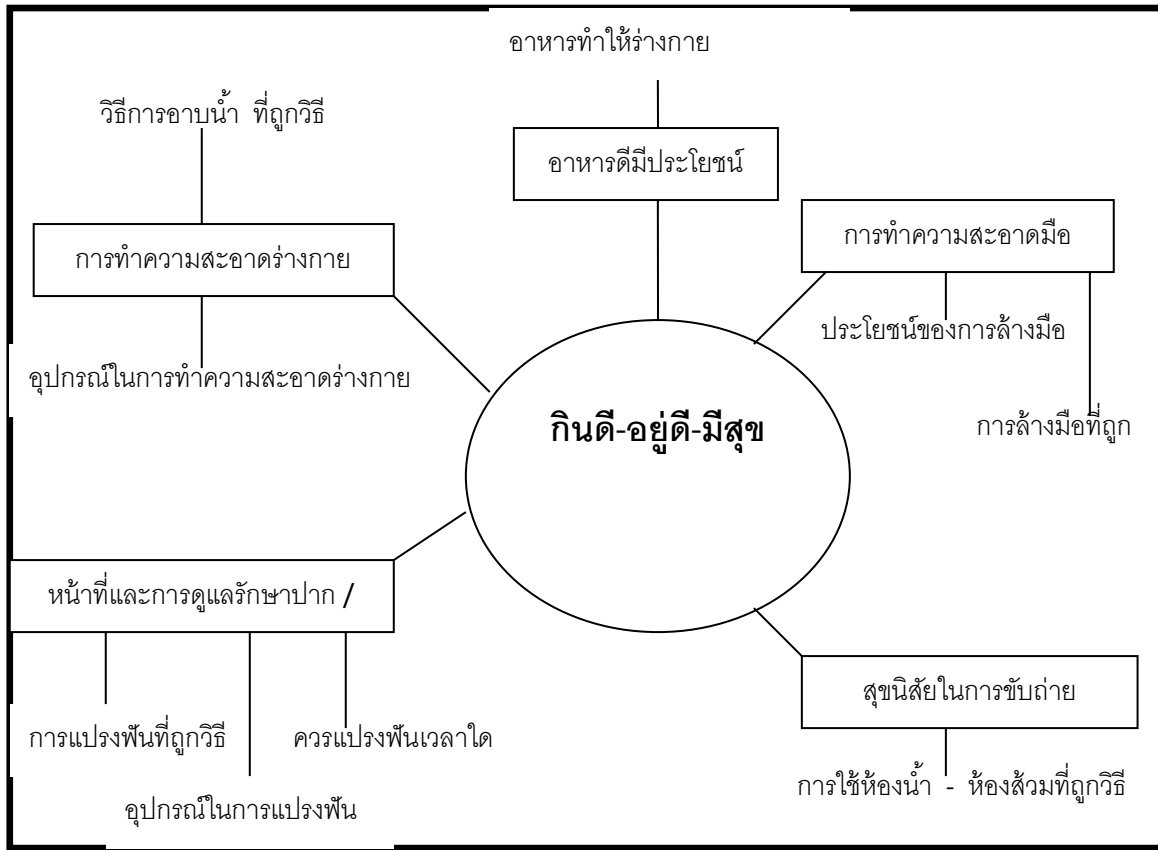 อาหารทำให้ร่างกาย
วิธีการอาบน้ำ ที่ถูกวิธี
อาหารดีมีประโยชน์
การทำความสะอาดร่างกาย
การทำความสะอาดมือ
ประโยชน์ของการล้างมือ
อุปกรณ์ในการทำความสะอาดร่างกาย
กินดี-อยู่ดี-มีสุข
การล้างมือที่ถูก
หน้าที่และการดูแลรักษาปาก /
สุขนิสัยในการขับถ่าย
การแปรงฟันที่ถูกวิธี
ควรแปรงฟันเวลาใด
การใช้ห้องน้ำ - ห้องส้วมที่ถูกวิธี
อุปกรณ์ในการแปรงฟัน